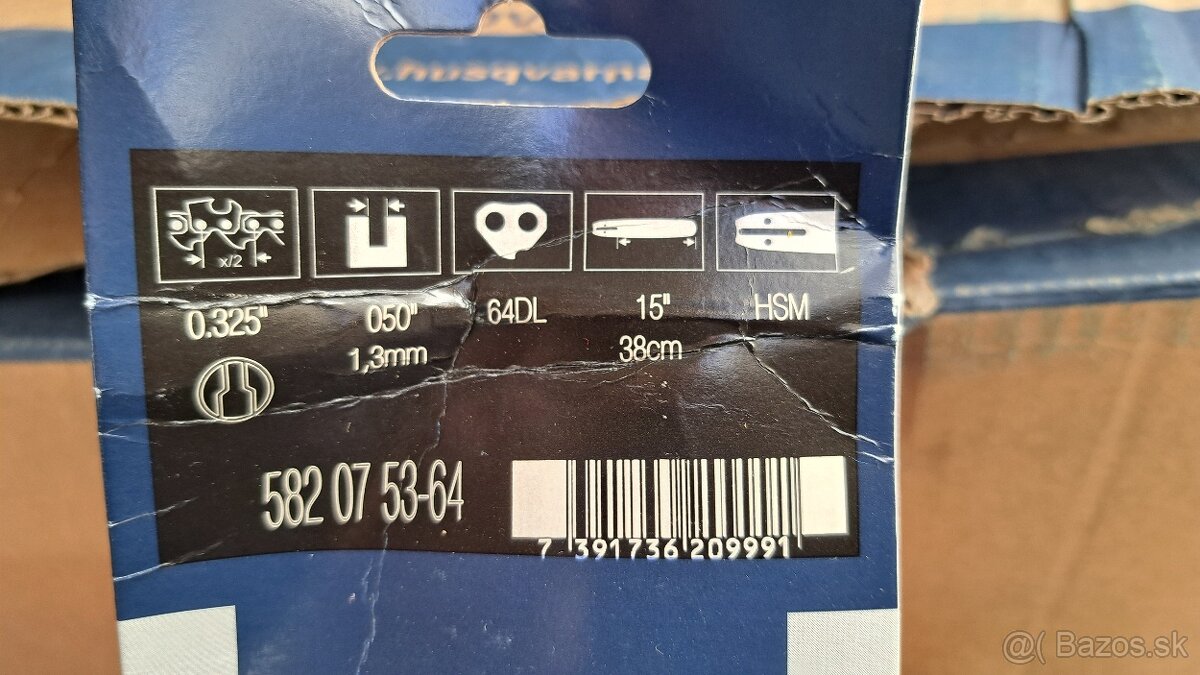 husqvarna
x/2
0.325" 050" 64DL 15" HSM
1,3mm 38cm
582 07 53-64
7 391736 209991
@( Bazos.sk